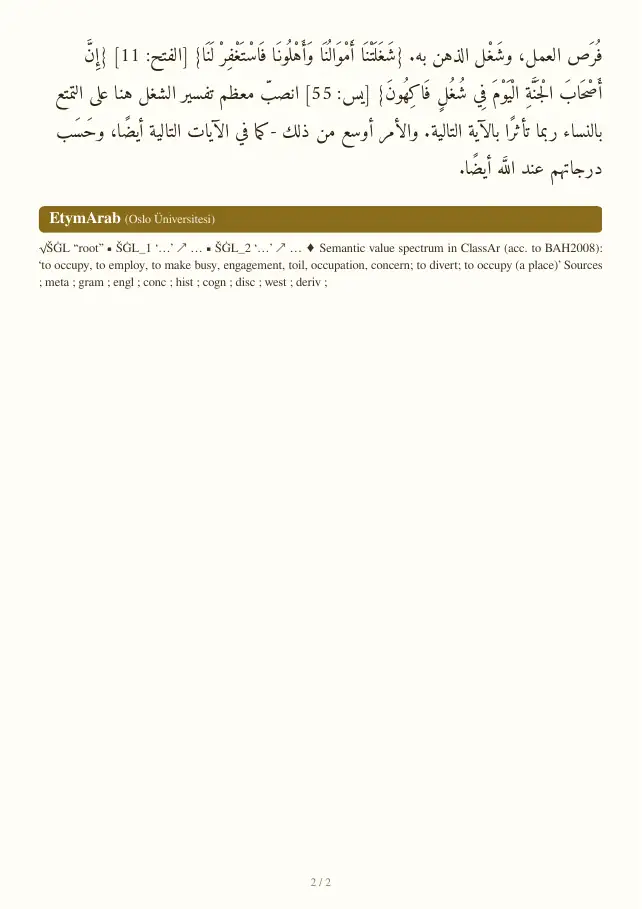 فُرَص العمل، وشَغْل الذهن به. {شَغَلَتْنَا أَمْوَالُنَا وَأَهْلُونَا فَاسْتَغْفِرْ لَنَا} [الفتح: 11] {إِنَّ
أَصْحَابَ الْجَنَّةِ الْيَوْمَ فِي شُغُلٍ فَاكِهُونَ} [يس: 55] انصبّ معظم تفسير الشغل هنا على التمتع
بالنساء ربما تأثرًا بالآية التالية. والأمر أوسع من ذلك -كما في الآيات التالية أيضًا، وحَسَب
درجاتهم عند الله أيضًا.
EtymArab (Oslo Üniversitesi)
√ŠĠL “root” ▪ ŠĠL_1 ‘…’ ↗ … ▪ ŠĠL_2 ‘…’ ↗ … ♦ Semantic value spectrum in ClassAr (acc. to BAH2008):
‘to occupy, to employ, to make busy, engagement, toil, occupation, concern; to divert; to occupy (a place)’ Sources
; meta ; gram ; engl ; conc ; hist ; cogn ; disc ; west ; deriv ;
2 / 2